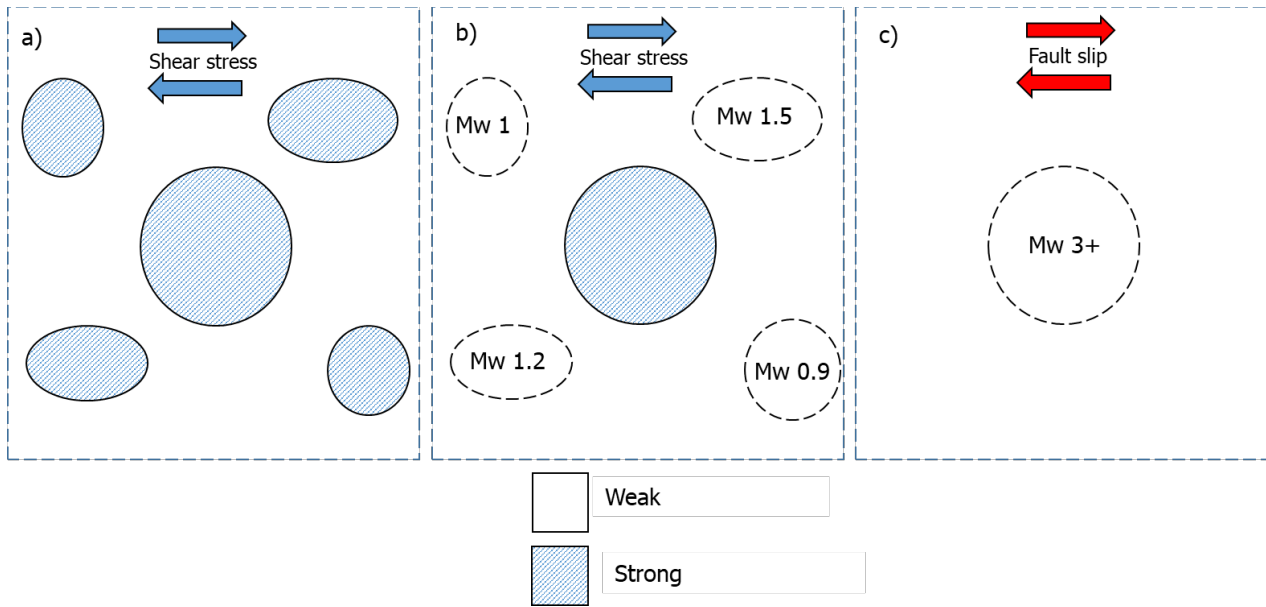 a)
Shear stress
b)
Shear stress
Mw 1
Mw 1.5
Mw 1.2
Mw 0.9
c)
Fault slip
Mw 3+
Weak
Strong